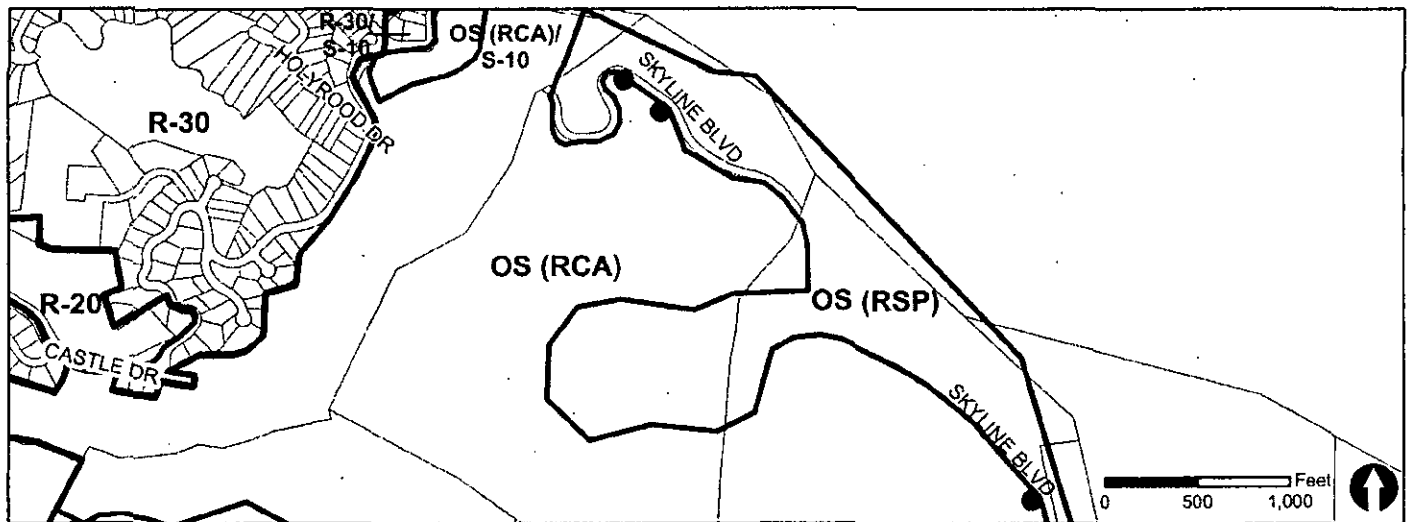 R-30/
S-10
OS (RCA)/
S-10
HOLYROOD DR
SKYLINE BLVD
R-30
OS (RCA)
OS (RSP)
R-20
CASTLE DR
SKYLINE BLVD
Feet
0 500 1,000